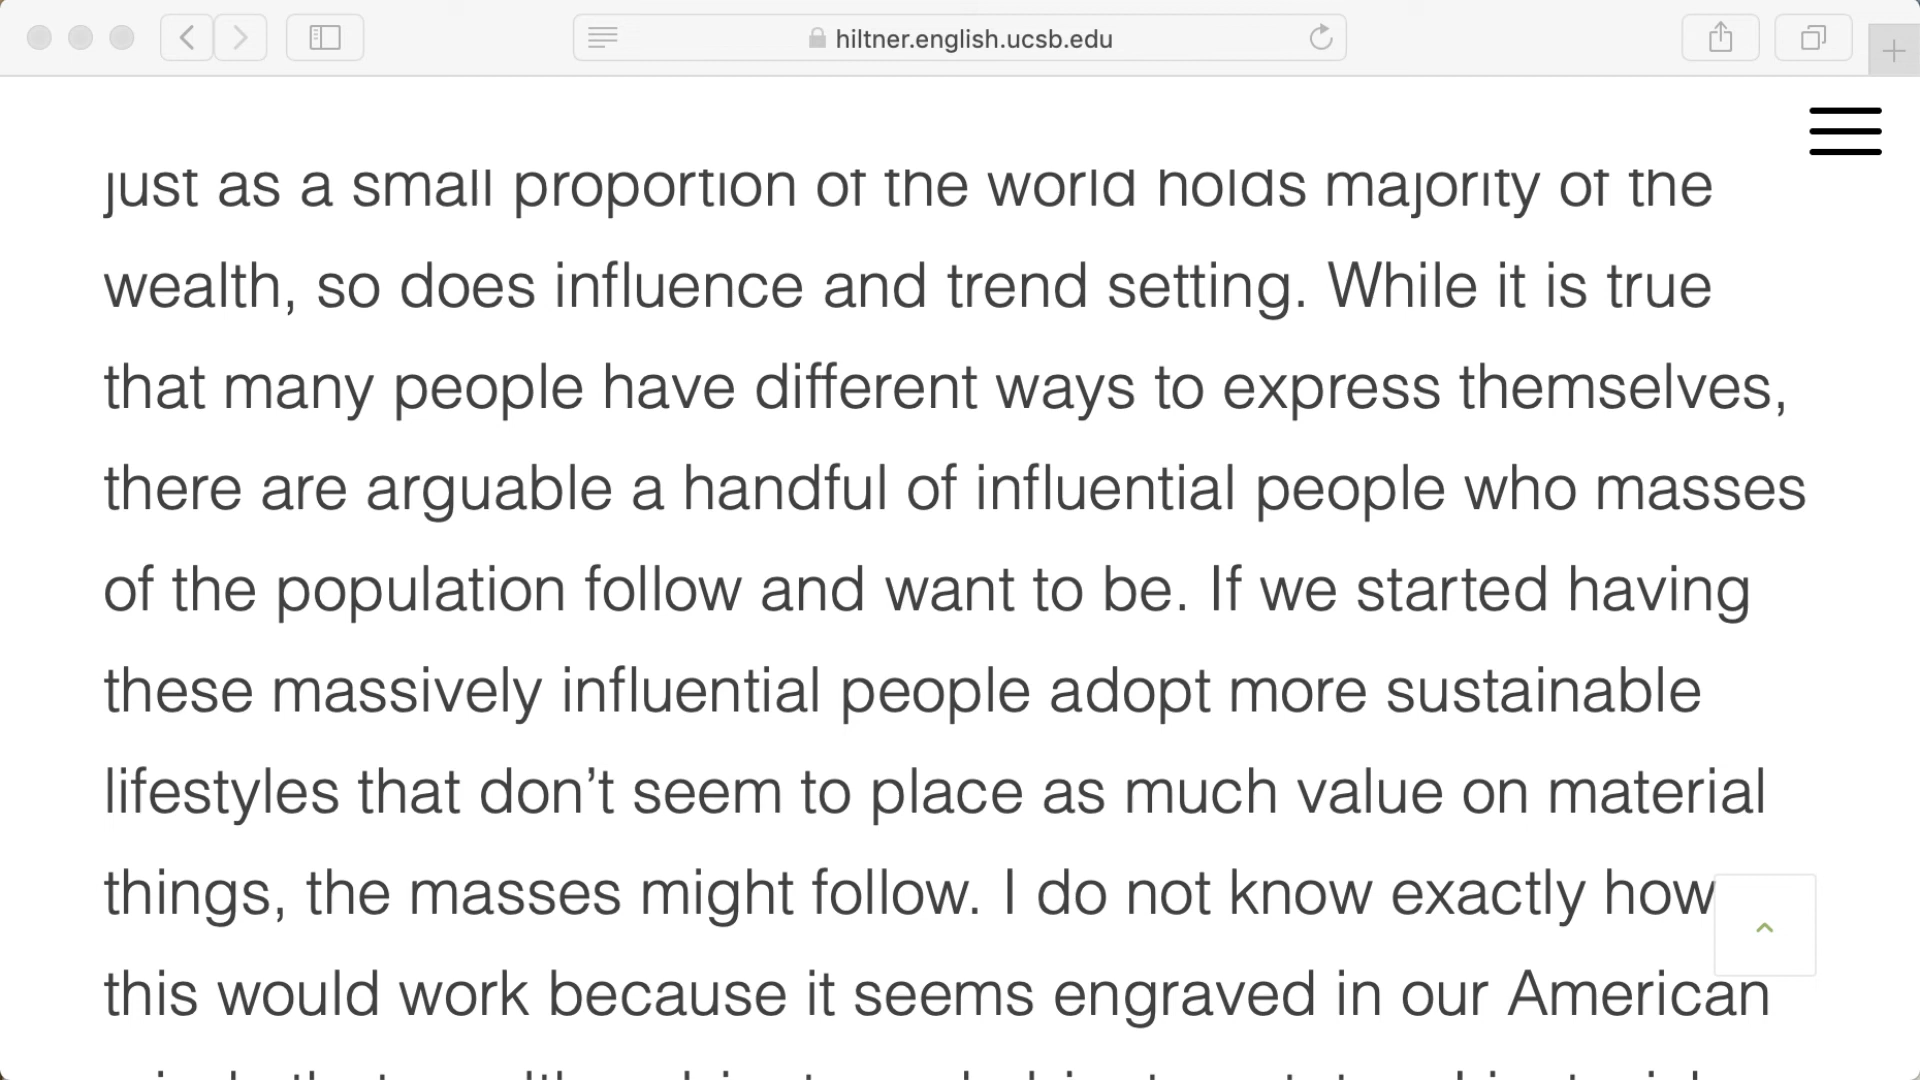 hiltner.english.ucsb.edu
just as a small proportion of the world holds majority of the
wealth, so does influence and trend setting. While it is true
that many people have different ways to express themselves,
there are arguable a handful of influential people who masses
of the population follow and want to be. If we started having
these massively influential people adopt more sustainable
lifestyles that don’t seem to place as much value on material
things, the masses might follow. I do not know exactly how
this would work because it seems engraved in our American